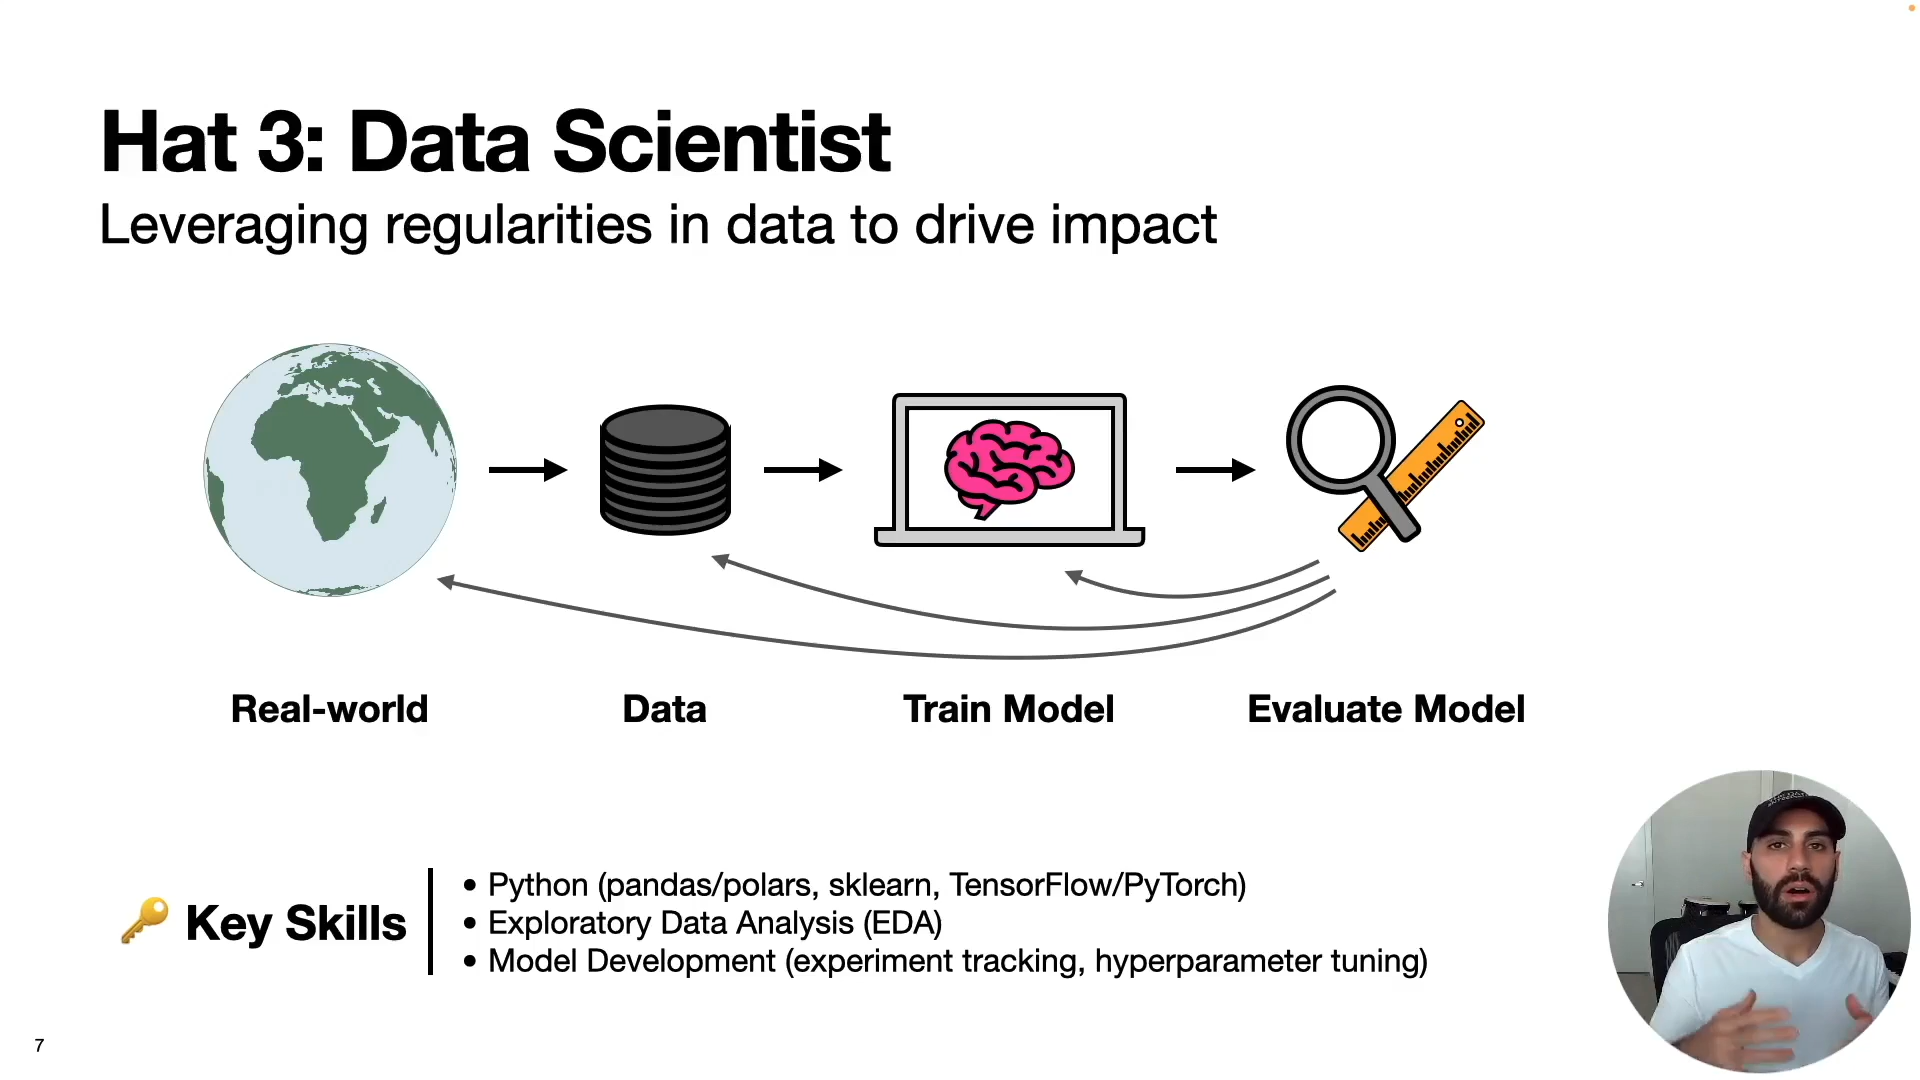 Hat 3: Data Scientist
Leveraging regularities in data to drive impact
Real-world
Data
Train Model
Evaluate Model
Key Skills
• Python (pandas/polars, sklearn, TensorFlow/PyTorch)
• Exploratory Data Analysis (EDA)
• Model Development (experiment tracking, hyperparameter tuning)
7